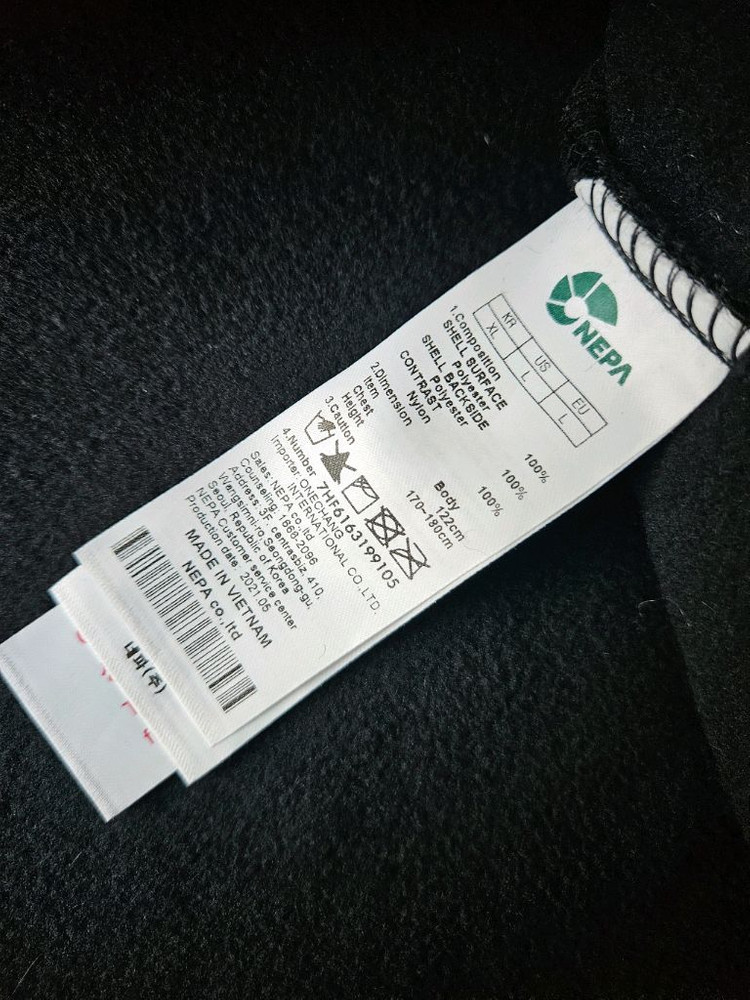 NEPA
KR US EU
XL L L
1.Composition
SHELL SURFACE
Polyester 100%
SHELL BACKSIDE
Polyester 100%
CONTRAST
Nylon 100%
2.Dimension
Item Body
Chest 122cm
Height 170~180cm
3.Caution
4.Number 7HF6163199105
Importer:ONECHANG INTERNATIONAL CO.,LTD.
Sales:NEPA co.,ltd
Counseling: 1668-2096
Address:3F. centrasbiz, 410,
Wangsimni-ro,Seongdong-gu,
Seoul, Republic of Korea
NEPA Customer service center
Production date. 2021.05
MADE IN VIETNAM
NEPA co.,ltd
네파(주)